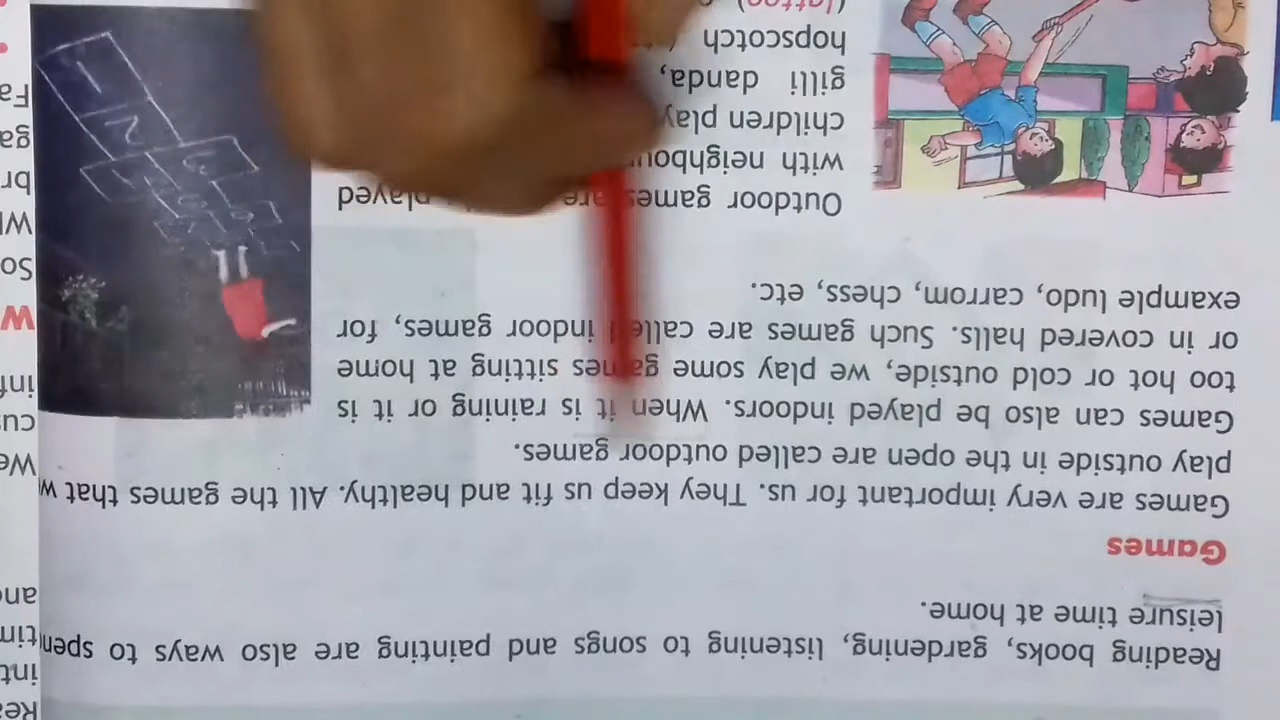 Reading books, gardening, listening to songs and painting are also ways to spen
leisure time at home.
Games
Games are very important for us. They keep us fit and healthy. All the games that w
play outside in the open are called outdoor games.
Games can also be played indoors. When it is raining or it is
too hot or cold outside, we play some games sitting at home
or in covered halls. Such games are called indoor games, for
example ludo, carrom, chess, etc.
Outdoor games are played
with neighbou
children play
gilli danda,
hopscotch